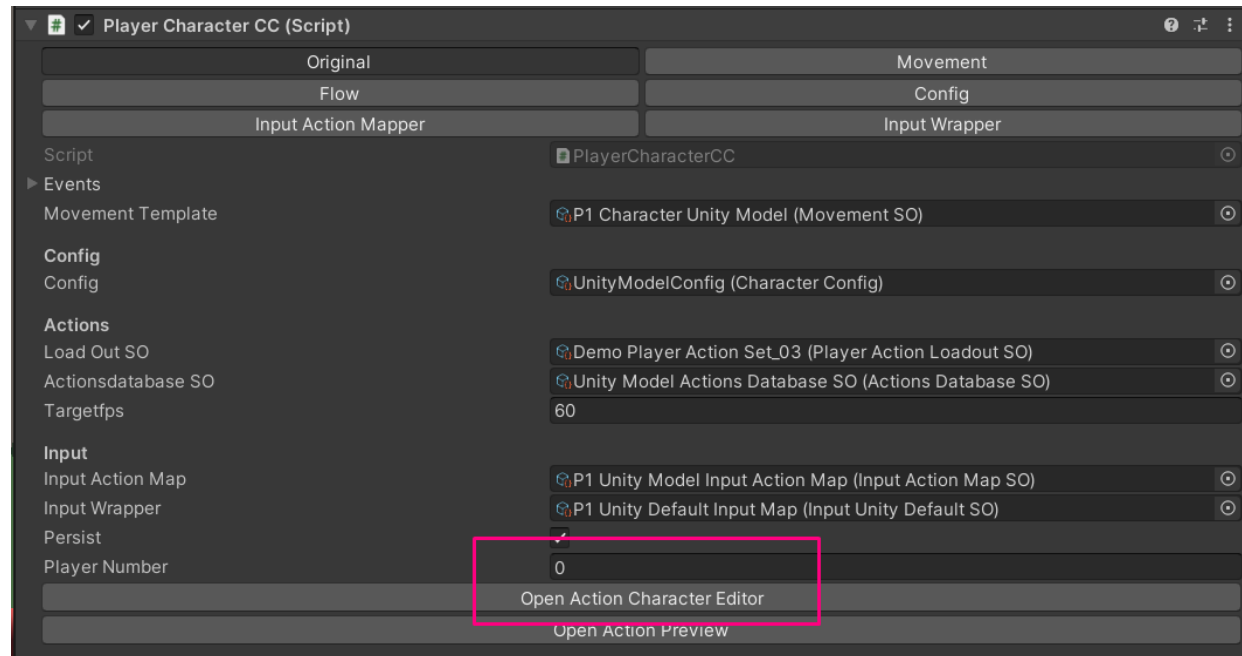 Player Character CC (Script)
Original Movement
Flow Config
Input Action Mapper Input Wrapper
Script PlayerCharacterCC
Events
Movement Template P1 Character Unity Model (Movement SO)
Config
Config UnityModelConfig (Character Config)
Actions
Load Out SO Demo Player Action Set_03 (Player Action Loadout SO)
Actionsdatabase SO Unity Model Actions Database SO (Actions Database SO)
Targetfps 60
Input
Input Action Map P1 Unity Model Input Action Map (Input Action Map SO)
Input Wrapper P1 Unity Default Input Map (Input Unity Default SO)
Persist
Player Number 0
Open Action Character Editor
Open Action Preview